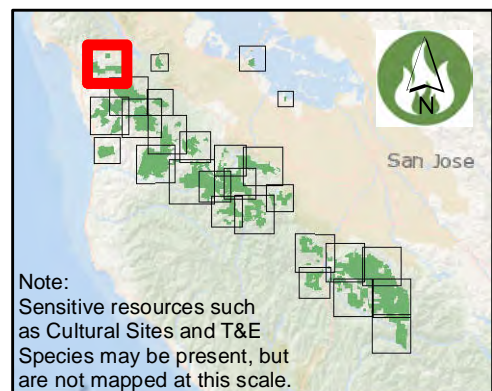 N
San Jose
Note:
Sensitive resources such
as Cultural Sites and T&E
Species may be present, but
are not mapped at this scale.